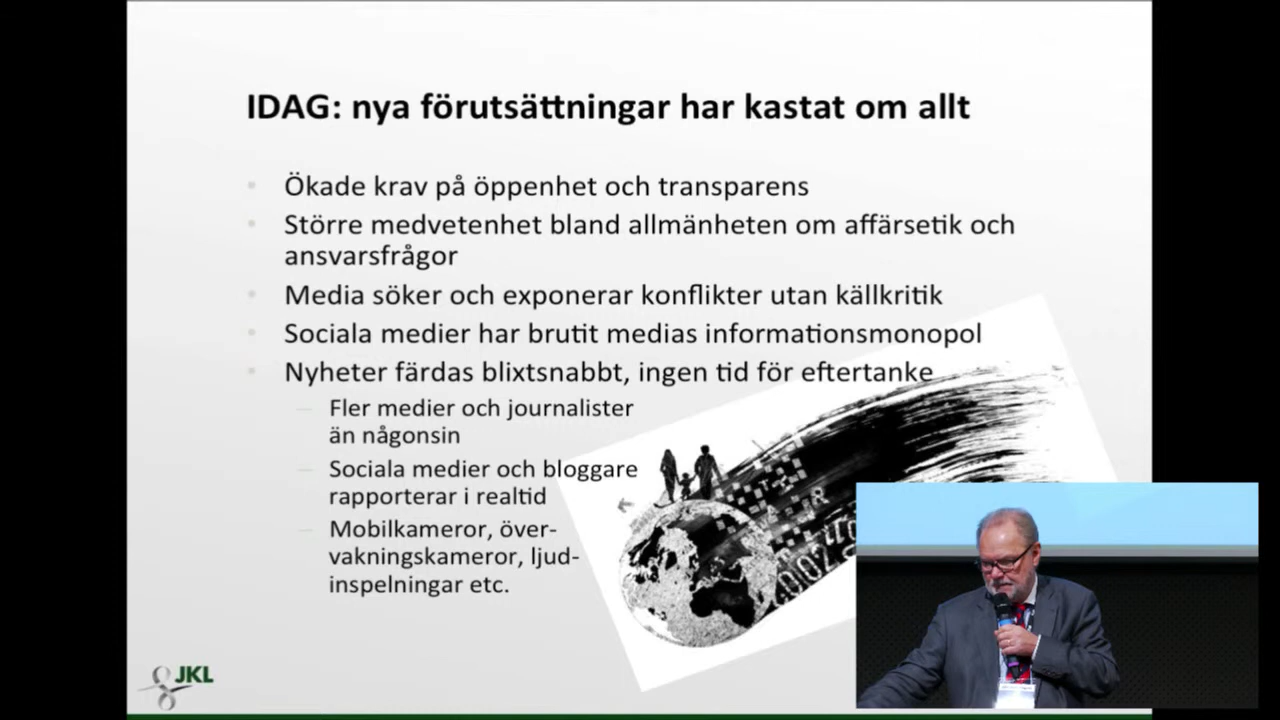 IDAG: nya förutsättningar har kastat om allt
• Ökade krav på öppenhet och transparens
• Större medvetenhet bland allmänheten om affärsetik och
ansvarsfrågor
• Media söker och exponerar konflikter utan källkritik
• Sociala medier har brutit medias informationsmonopol
• Nyheter färdas blixtsnabbt, ingen tid för eftertanke
– Fler medier och journalister
än någonsin
– Sociala medier och bloggare
rapporterar i realtid
– Mobilkameror, över-
vakningskameror, ljud-
inspelningar etc.
JKL